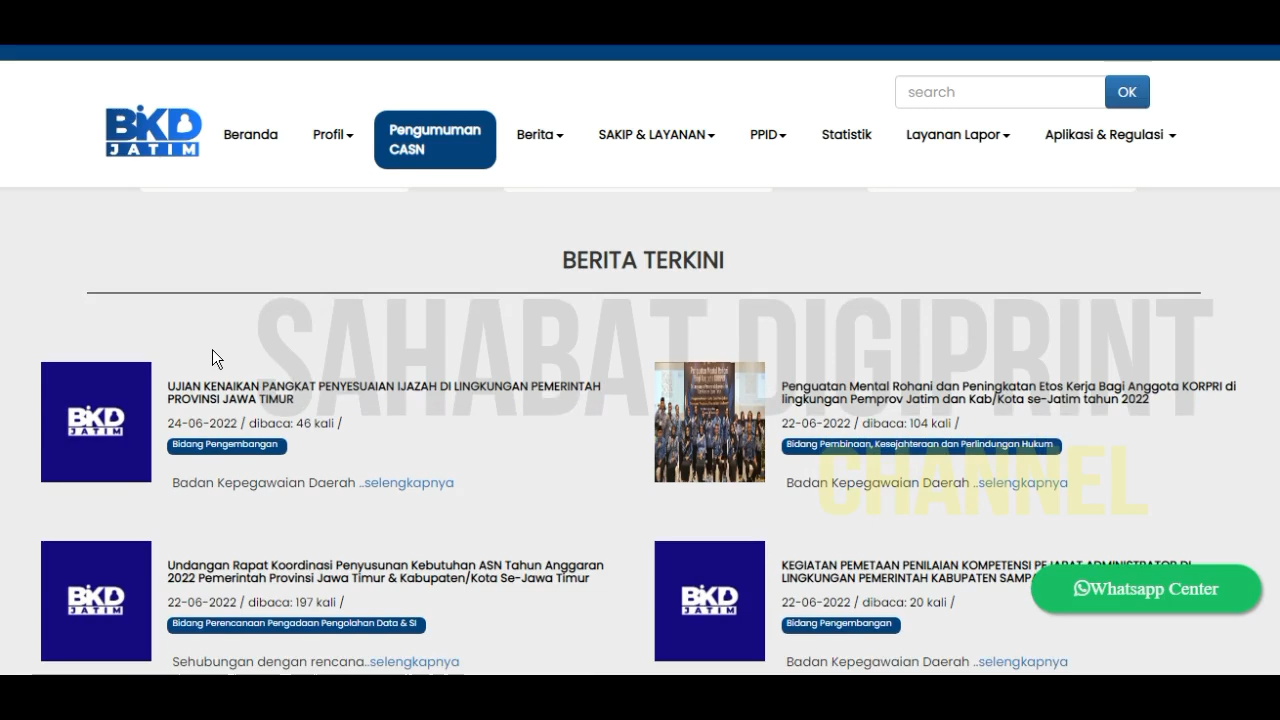 search
OK
BKD
JATIM
Beranda
Profil
Pengumuman
CASN
Berita
SAKIP & LAYANAN
PPID
Statistik
Layanan Lapor
Aplikasi & Regulasi
BERITA TERKINI
SAHABAT DIGIPRINT
CHANNEL
BKD
JATIM
UJIAN KENAIKAN PANGKAT PENYESUAIAN IJAZAH DI LINGKUNGAN PEMERINTAH
PROVINSI JAWA TIMUR
24-06-2022 / dibaca: 46 kali /
Bidang Pengembangan
Badan Kepegawaian Daerah ..selengkapnya
Penguatan Mental Rohani dan Peningkatan Etos Kerja Bagi Anggota KORPRI di
lingkungan Pemprov Jatim dan Kab/Kota se-Jatim tahun 2022
22-06-2022 / dibaca: 104 kali /
Bidang Pembinaan, Kesejahteraan dan Perlindungan Hukum
Badan Kepegawaian Daerah ..selengkapnya
BKD
JATIM
Undangan Rapat Koordinasi Penyusunan Kebutuhan ASN Tahun Anggaran
2022 Pemerintah Provinsi Jawa Timur & Kabupaten/Kota Se-Jawa Timur
22-06-2022 / dibaca: 197 kali /
Bidang Perencanaan Pengadaan Pengolahan Data & SI
Sehubungan dengan rencana..selengkapnya
BKD
JATIM
KEGIATAN PEMETAAN PENILAIAN KOMPETENSI PEJABAT ADMINISTRATOR DI
LINGKUNGAN PEMERINTAH KABUPATEN
22-06-2022 / dibaca: 20 kali /
Bidang Pengembangan
Badan Kepegawaian Daerah ..selengkapnya
Whatsapp Center